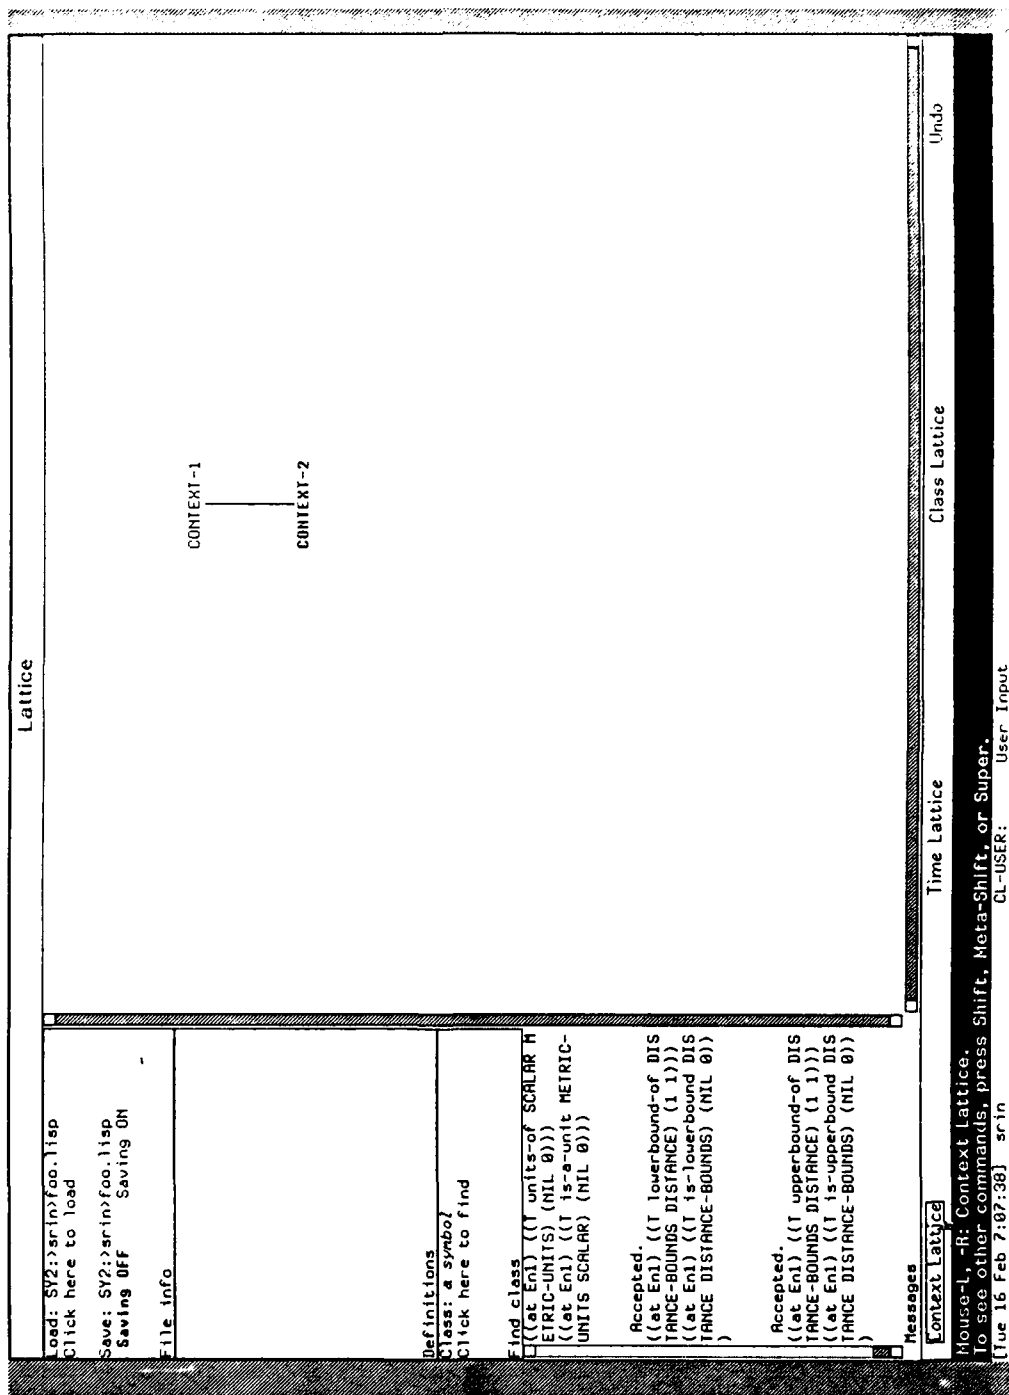 Lattice
Load: SY2:>srin>foo.lisp
Click here to load
Save: SY2:>srin>foo.lisp
Saving OFF Saving ON
File info
Definitions
Class: a symbol
Click here to find
Find class
((at En1) ((T units-of SCALAR M
ETRIC-UNITS) (NIL 0)))
((at En1) ((T is-a-unit METRIC-
UNITS SCALAR) (NIL 0)))
Accepted.
((at En1) ((T lowerbound-of DIS
TANCE-BOUNDS DISTANCE) (1 1)))
((at En1) ((T is-lowerbound DIS
TANCE DISTANCE-BOUNDS) (NIL 0))
)
Accepted.
((at En1) ((T upperbound-of DIS
TANCE-BOUNDS DISTANCE) (1 1)))
((at En1) ((T is-upperbound DIS
TANCE DISTANCE-BOUNDS) (NIL 0))
)
Messages
CONTEXT-1
CONTEXT-2
Context Lattice Time Lattice Class Lattice Undo
Mouse-L, -R: Context Lattice.
To see other commands, press Shift, Meta-Shift, or Super.
[Tue 16 Feb 7:07:38] srin CL-USER: User Input